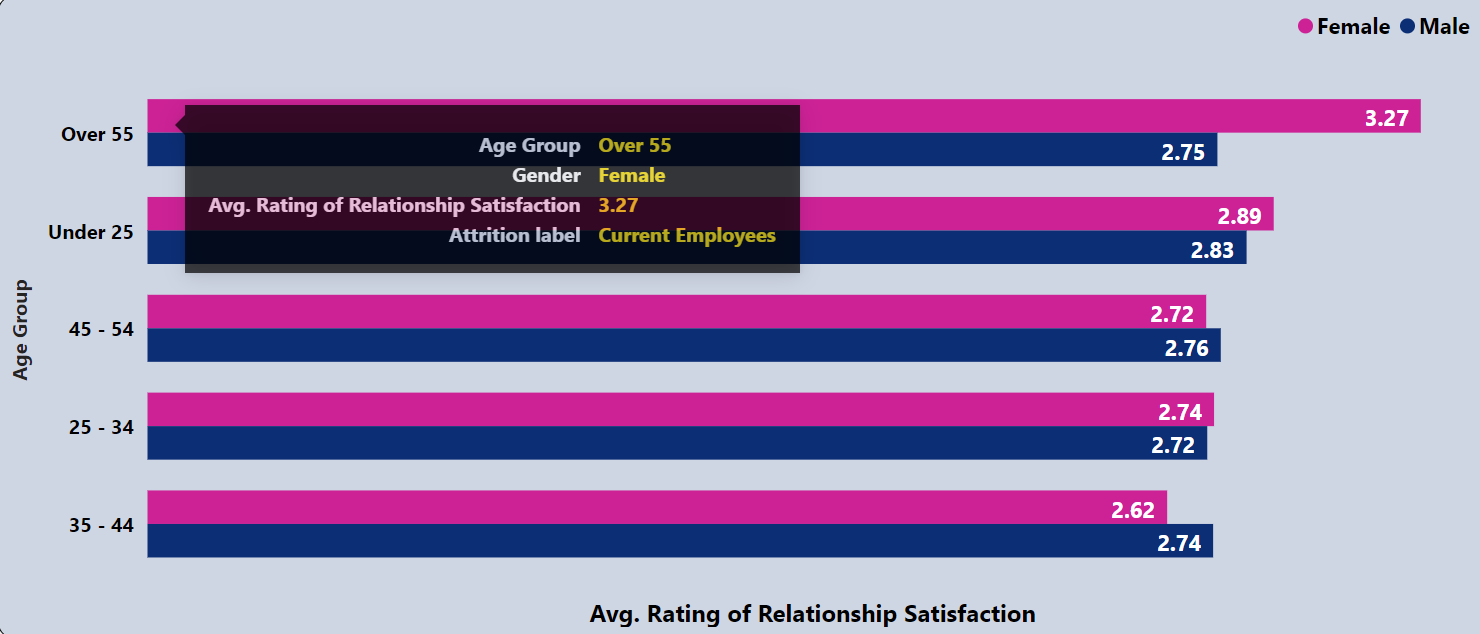 Female Male
Over 55
3.27
2.75
Age Group Over 55
Gender Female
Avg. Rating of Relationship Satisfaction 3.27
Attrition label Current Employees
Under 25
2.89
2.83
45 - 54
2.72
2.76
25 - 34
2.74
2.72
35 - 44
2.62
2.74
Age Group
Avg. Rating of Relationship Satisfaction